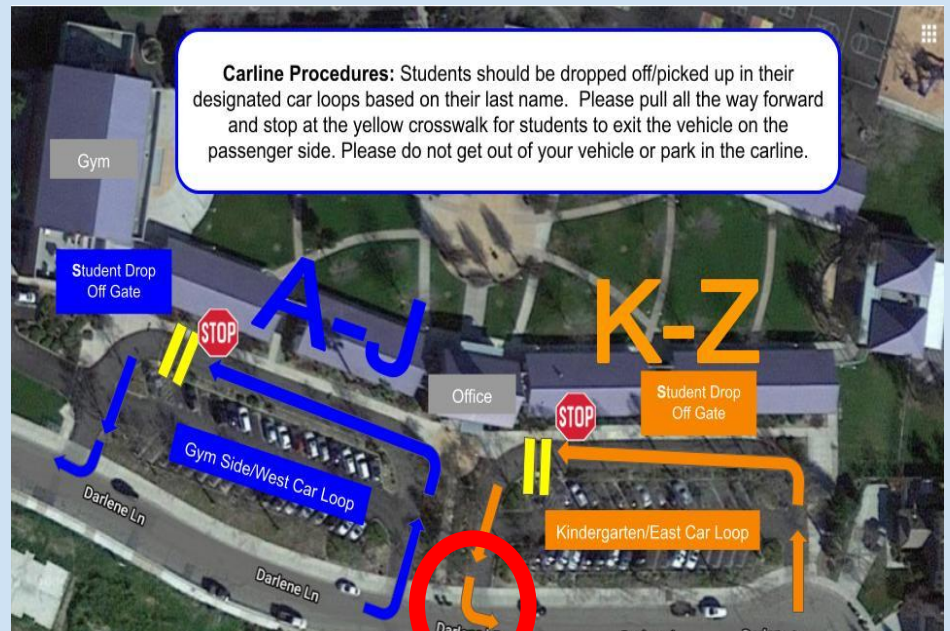 Carline Procedures: Students should be dropped off/picked up in their
designated car loops based on their last name. Please pull all the way forward
and stop at the yellow crosswalk for students to exit the vehicle on the
passenger side. Please do not get out of your vehicle or park in the carline.
Gym
Student Drop
Off Gate
STOP
A-J
K-Z
Office
STOP
Student Drop
Off Gate
Gym Side/West Car Loop
Kindergarten/East Car Loop
Darlene Ln
Darlene Ln